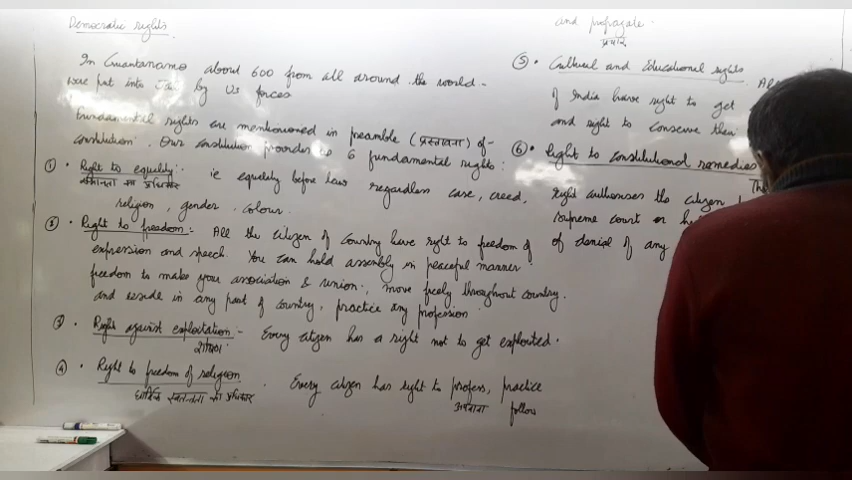 Democratic rights
In Guantanamo about 600 from all around the world
were put into Jail by US forces
Fundamental rights are mentioned in preamble (प्रस्तावना) of
constitution. Our constitution provides us 6 fundamental rights:
① • Right to equality: ie equality before laws regardless case, creed,
समानता का अधिकार
religion, gender, colour.
• Right to freedom:- All the citizen of country have right to freedom of
expression and speech. You can hold assembly in peaceful manner.
freedom to make your association & union, move freely throughout country.
and reside in any part of country, practice any profession
③ • Right against exploitation:- Every citizen has a right not to get exploited.
शोषण
④ • Right to freedom of religion. Every citizen has right to profess, practice
धार्मिक स्वतन्त्रता का अधिकार अपनाना follow
and propagate.
⑤ • Cultural and Educational rights. All
of India have right to get
and right to conserve their
⑥ • Right to constitutional remedies
right authorises the citizen
supreme court or
of denial of any